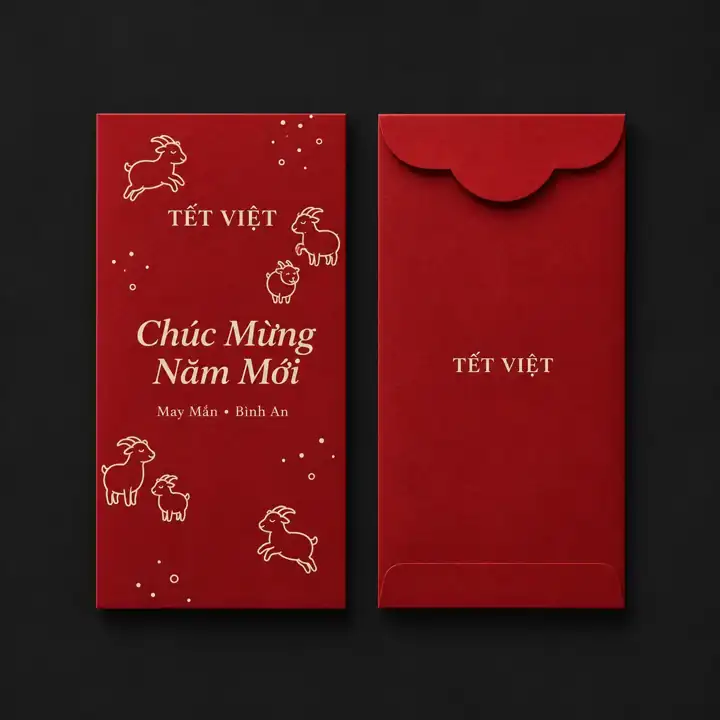 TẾT VIỆT
Chúc Mừng
Năm Mới
May Mắn • Bình An
TẾT VIỆT